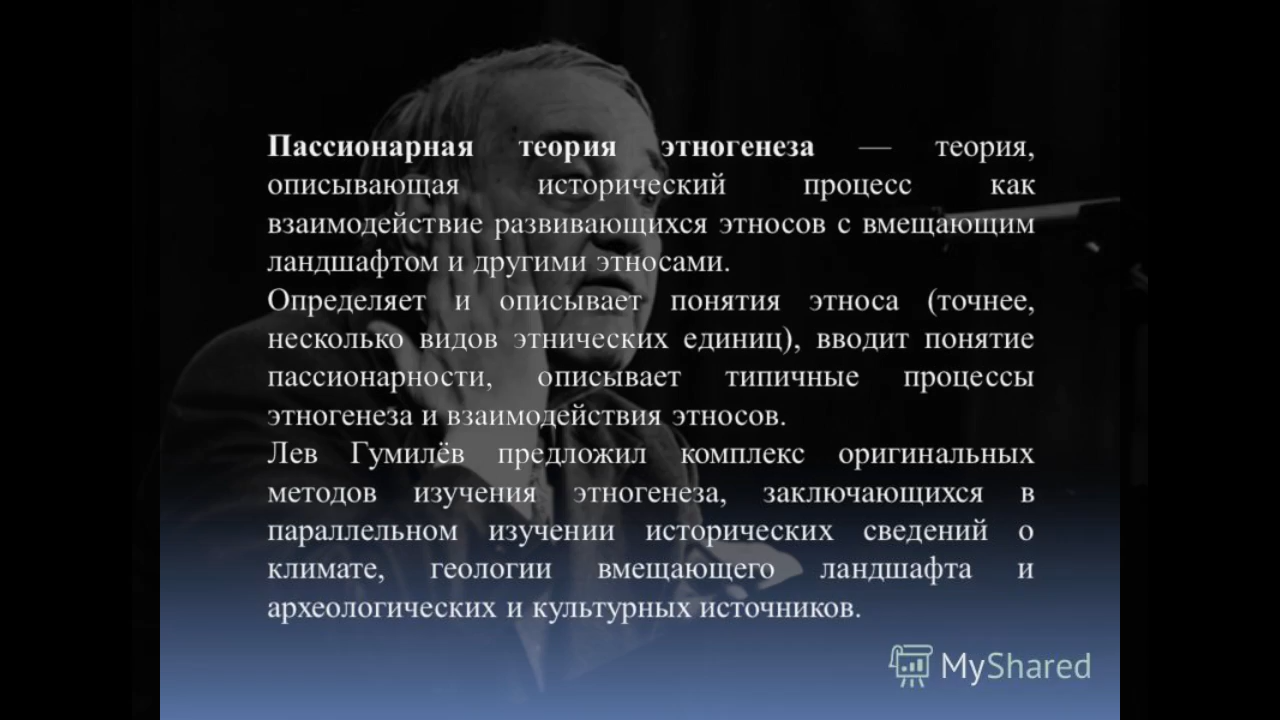 Пассионарная теория этногенеза — теория,
описывающая исторический процесс как
взаимодействие развивающихся этносов с вмещающим
ландшафтом и другими этносами.
Определяет и описывает понятия этноса (точнее,
несколько видов этнических единиц), вводит понятие
пассионарности, описывает типичные процессы
этногенеза и взаимодействия этносов.
Лев Гумилёв предложил комплекс оригинальных
методов изучения этногенеза, заключающихся в
параллельном изучении исторических сведений о
климате, геологии вмещающего ландшафта и
археологических и культурных источников.
MyShared